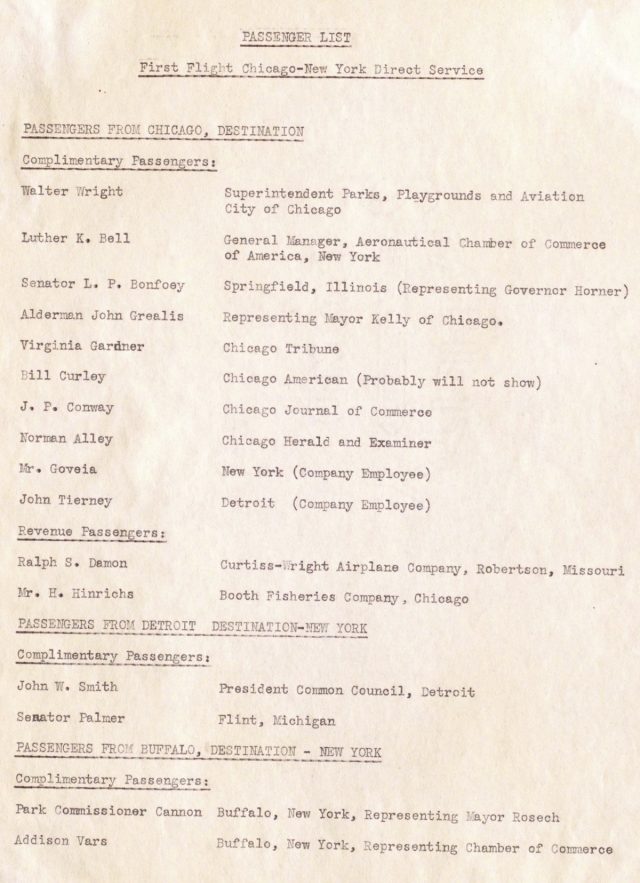 PASSENGER LIST
First Flight Chicago-New York Direct Service
PASSENGERS FROM CHICAGO, DESTINATION
Complimentary Passengers:
Walter Wright Superintendent Parks, Playgrounds and Aviation
City of Chicago
Luther K. Bell General Manager, Aeronautical Chamber of Commerce
of America, New York
Senator L. P. Bonfoey Springfield, Illinois (Representing Governor Horner)
Alderman John Grealis Representing Mayor Kelly of Chicago.
Virginia Gardner Chicago Tribune
Bill Curley Chicago American (Probably will not show)
J. P. Conway Chicago Journal of Commerce
Norman Alley Chicago Herald and Examiner
Mr. Goveia New York (Company Employee)
John Tierney Detroit (Company Employee)
Revenue Passengers:
Ralph S. Damon Curtiss-Wright Airplane Company, Robertson, Missouri
Mr. H. Hinrichs Booth Fisheries Company, Chicago
PASSENGERS FROM DETROIT DESTINATION-NEW YORK
Complimentary Passengers:
John W. Smith President Common Council, Detroit
Senator Palmer Flint, Michigan
PASSENGERS FROM BUFFALO, DESTINATION - NEW YORK
Complimentary Passengers:
Park Commissioner Cannon Buffalo, New York, Representing Mayor Rosech
Addison Vars Buffalo, New York, Representing Chamber of Commerce